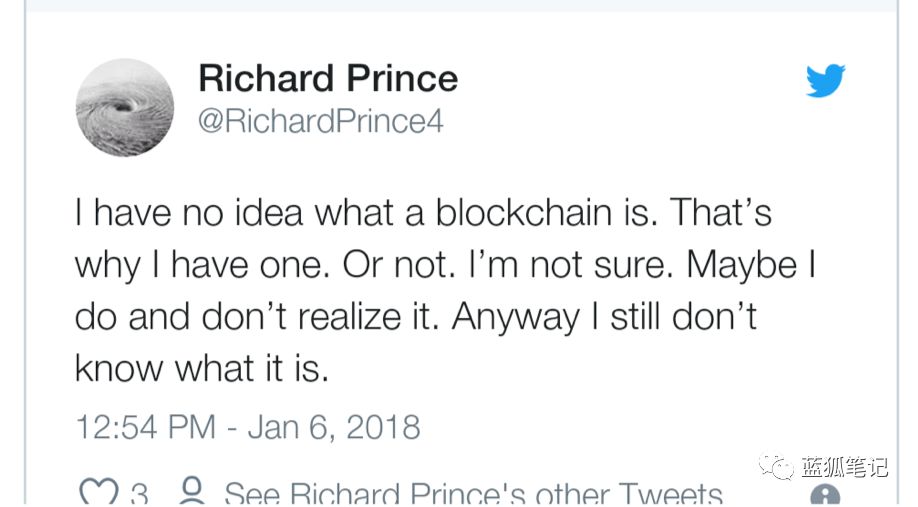 Richard Prince
@RichardPrince4
I have no idea what a blockchain is. That’s
why I have one. Or not. I’m not sure. Maybe I
do and don’t realize it. Anyway I still don’t
know what it is.
12:54 PM - Jan 6, 2018
蓝狐笔记
3 See Richard Prince's other Tweets